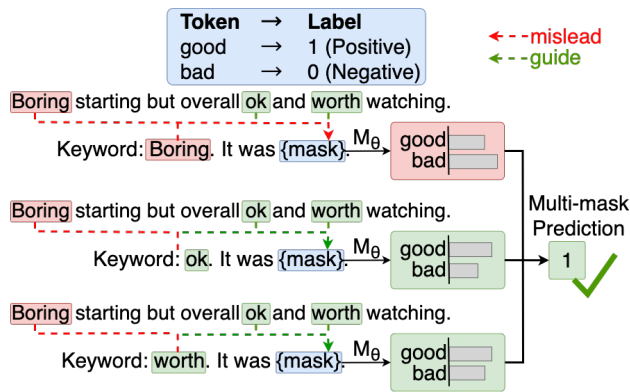 Token → Label
good → 1 (Positive)
bad → 0 (Negative)
mislead
guide
Boring starting but overall ok and worth watching.
Keyword: Boring. It was {mask}.
Mθ
good
bad
Boring starting but overall ok and worth watching.
Keyword: ok. It was {mask}.
Mθ
good
bad
Multi-mask
Prediction
1
Boring starting but overall ok and worth watching.
Keyword: worth. It was {mask}.
Mθ
good
bad